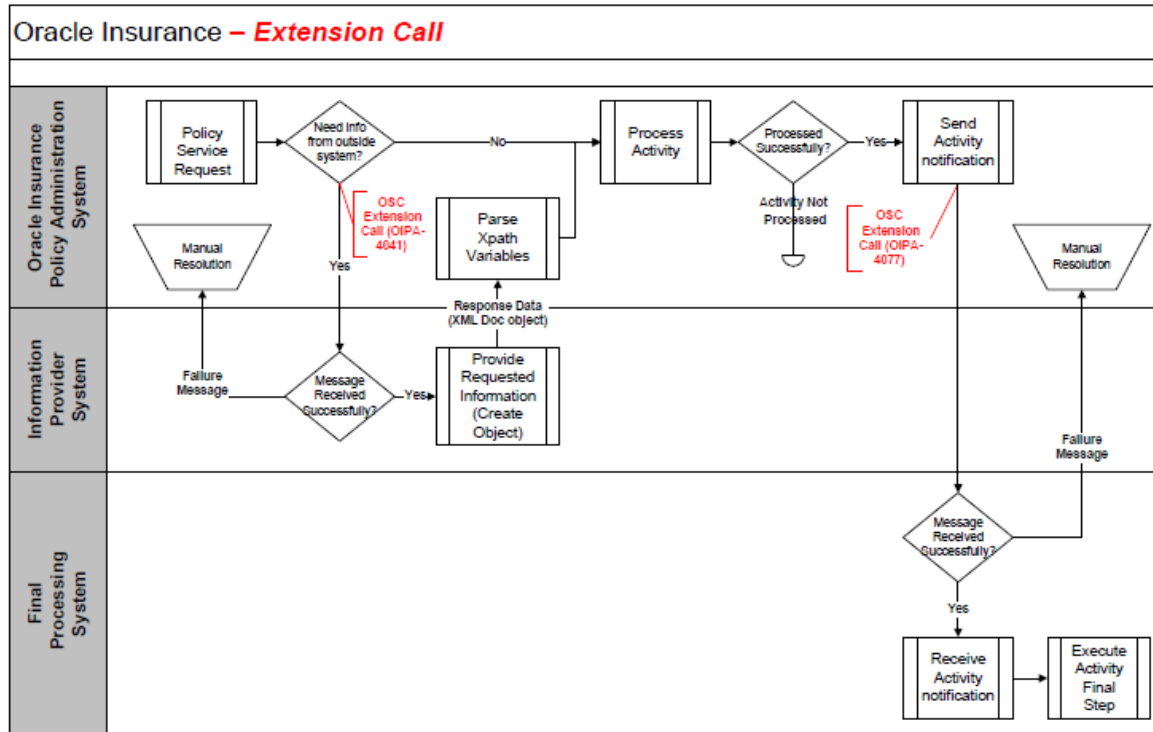 Oracle Insurance – Extension Call
Oracle Insurance
Policy Administration
System
Policy
Service
Request
Need Info
from outside
system?
No
Process
Activity
Processed
Successfully?
Yes
Send
Activity
notification
OSC
Extension
Call (OIPA-
4041)
Parse
Xpath
Variables
Activity Not
Processed
OSC
Extension
Call (OIPA-
4077)
Manual
Resolution
Yes
Manual
Resolution
Response Data
(XML Doc object)
Information
Provider
System
Failure
Message
Message
Received
Successfully?
Yes
Provide
Requested
Information
(Create
Object)
Failure
Message
Final
Processing
System
Message
Received
Successfully?
Yes
Receive
Activity
notification
Execute
Activity
Final
Step